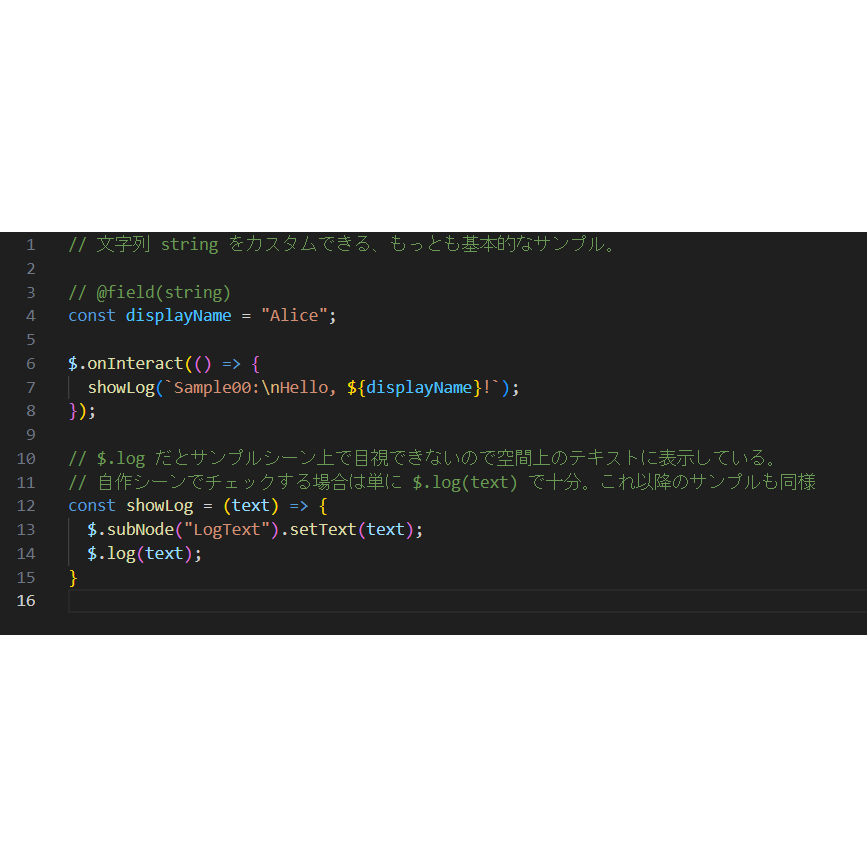 1 // 文字列 string をカスタムできる、もっとも基本的なサンプル。
2
3 // @field(string)
4 const displayName = "Alice";
5
6 $.onInteract(() => {
7 showLog(`Sample00:\nHello, ${displayName}!`);
8 });
9
10 // $.log だとサンプルシーン上で目視できないので空間上のテキストに表示している。
11 // 自作シーンでチェックする場合は単に $.log(text) で十分。これ以降のサンプルも同様
12 const showLog = (text) => {
13 $.subNode("LogText").setText(text);
14 $.log(text);
15 }
16